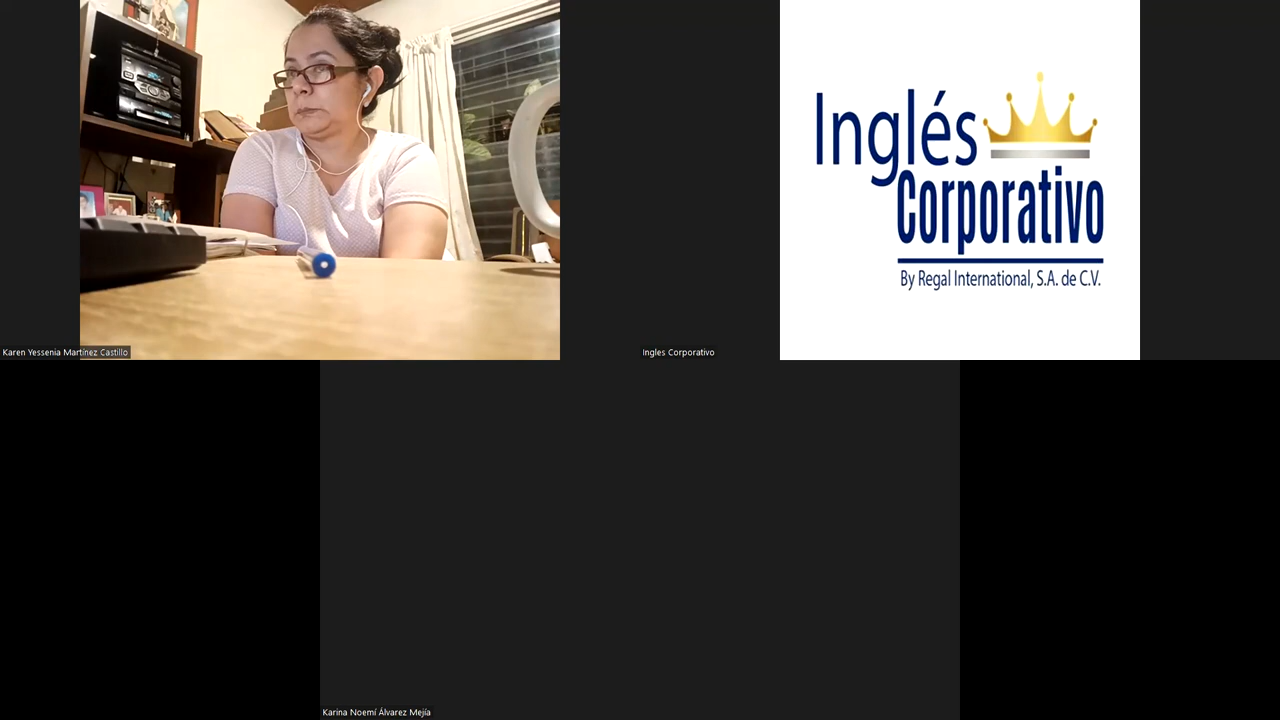 Inglés
Corporativo
By Regal International, S.A. de C.V.
Karen Yessenia Martínez Castillo
Ingles Corporativo
Karina Noemí Álvarez Mejía